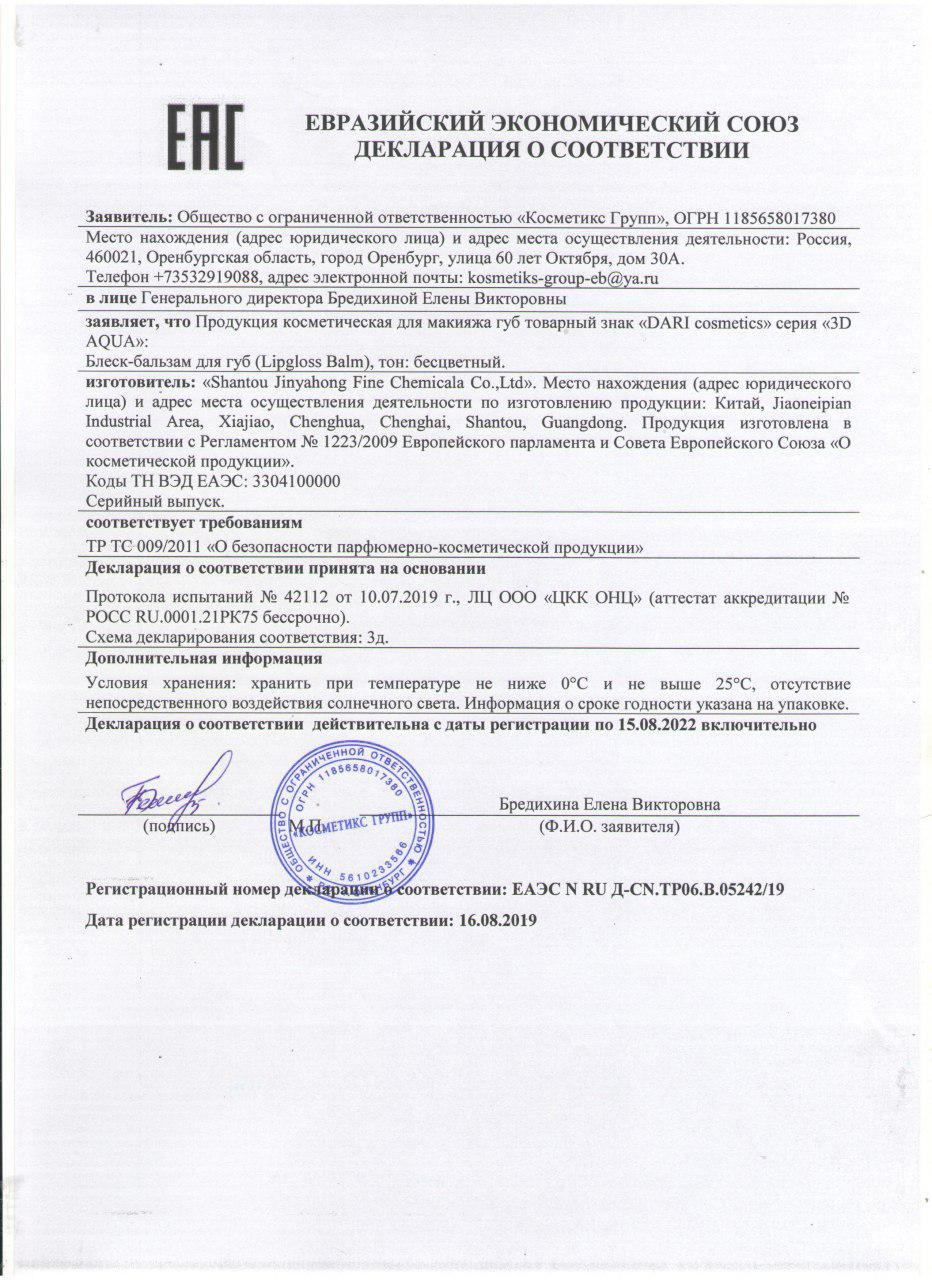 EAC
ЕВРАЗИЙСКИЙ ЭКОНОМИЧЕСКИЙ СОЮЗ
ДЕКЛАРАЦИЯ О СООТВЕТСТВИИ
Заявитель: Общество с ограниченной ответственностью «Косметикс Групп», ОГРН 1185658017380
Место нахождения (адрес юридического лица) и адрес места осуществления деятельности: Россия,
460021, Оренбургская область, город Оренбург, улица 60 лет Октября, дом 30А.
Телефон +73532919088, адрес электронной почты: kosmetiks-group-eb@ya.ru
в лице Генерального директора Бредихиной Елены Викторовны
заявляет, что Продукция косметическая для макияжа губ товарный знак «DARI cosmetics» серия «3D
AQUA»:
Блеск-бальзам для губ (Lipgloss Balm), тон: бесцветный.
изготовитель: «Shantou Jinyahong Fine Chemicala Co.,Ltd». Место нахождения (адрес юридического
лица) и адрес места осуществления деятельности по изготовлению продукции: Китай, Jiaoneipian
Industrial Area, Xiajiao, Chenghua, Chenghai, Shantou, Guangdong. Продукция изготовлена в
соответствии с Регламентом № 1223/2009 Европейского парламента и Совета Европейского Союза «О
косметической продукции».
Коды ТН ВЭД ЕАЭС: 3304100000
Серийный выпуск.
соответствует требованиям
ТР ТС 009/2011 «О безопасности парфюмерно-косметической продукции»
Декларация о соответствии принята на основании
Протокола испытаний № 42112 от 10.07.2019 г., ЛЦ ООО «ЦКК ОНЦ» (аттестат аккредитации №
РОСС RU.0001.21РК75 бессрочно).
Схема декларирования соответствия: 3д.
Дополнительная информация
Условия хранения: хранить при температуре не ниже 0°С и не выше 25°С, отсутствие
непосредственного воздействия солнечного света. Информация о сроке годности указана на упаковке.
Декларация о соответствии действительна с даты регистрации по 15.08.2022 включительно
ОБЩЕСТВО С ОГРАНИЧЕННОЙ ОТВЕТСТВЕННОСТЬЮ
ОГРН 1185658017380
«КОСМЕТИКС ГРУПП»
ИНН 5610233566
Бредихина Елена Викторовна
(подпись) М.П. (Ф.И.О. заявителя)
Регистрационный номер декларации о соответствии: ЕАЭС N RU Д-CN.ТР06.В.05242/19
Дата регистрации декларации о соответствии: 16.08.2019